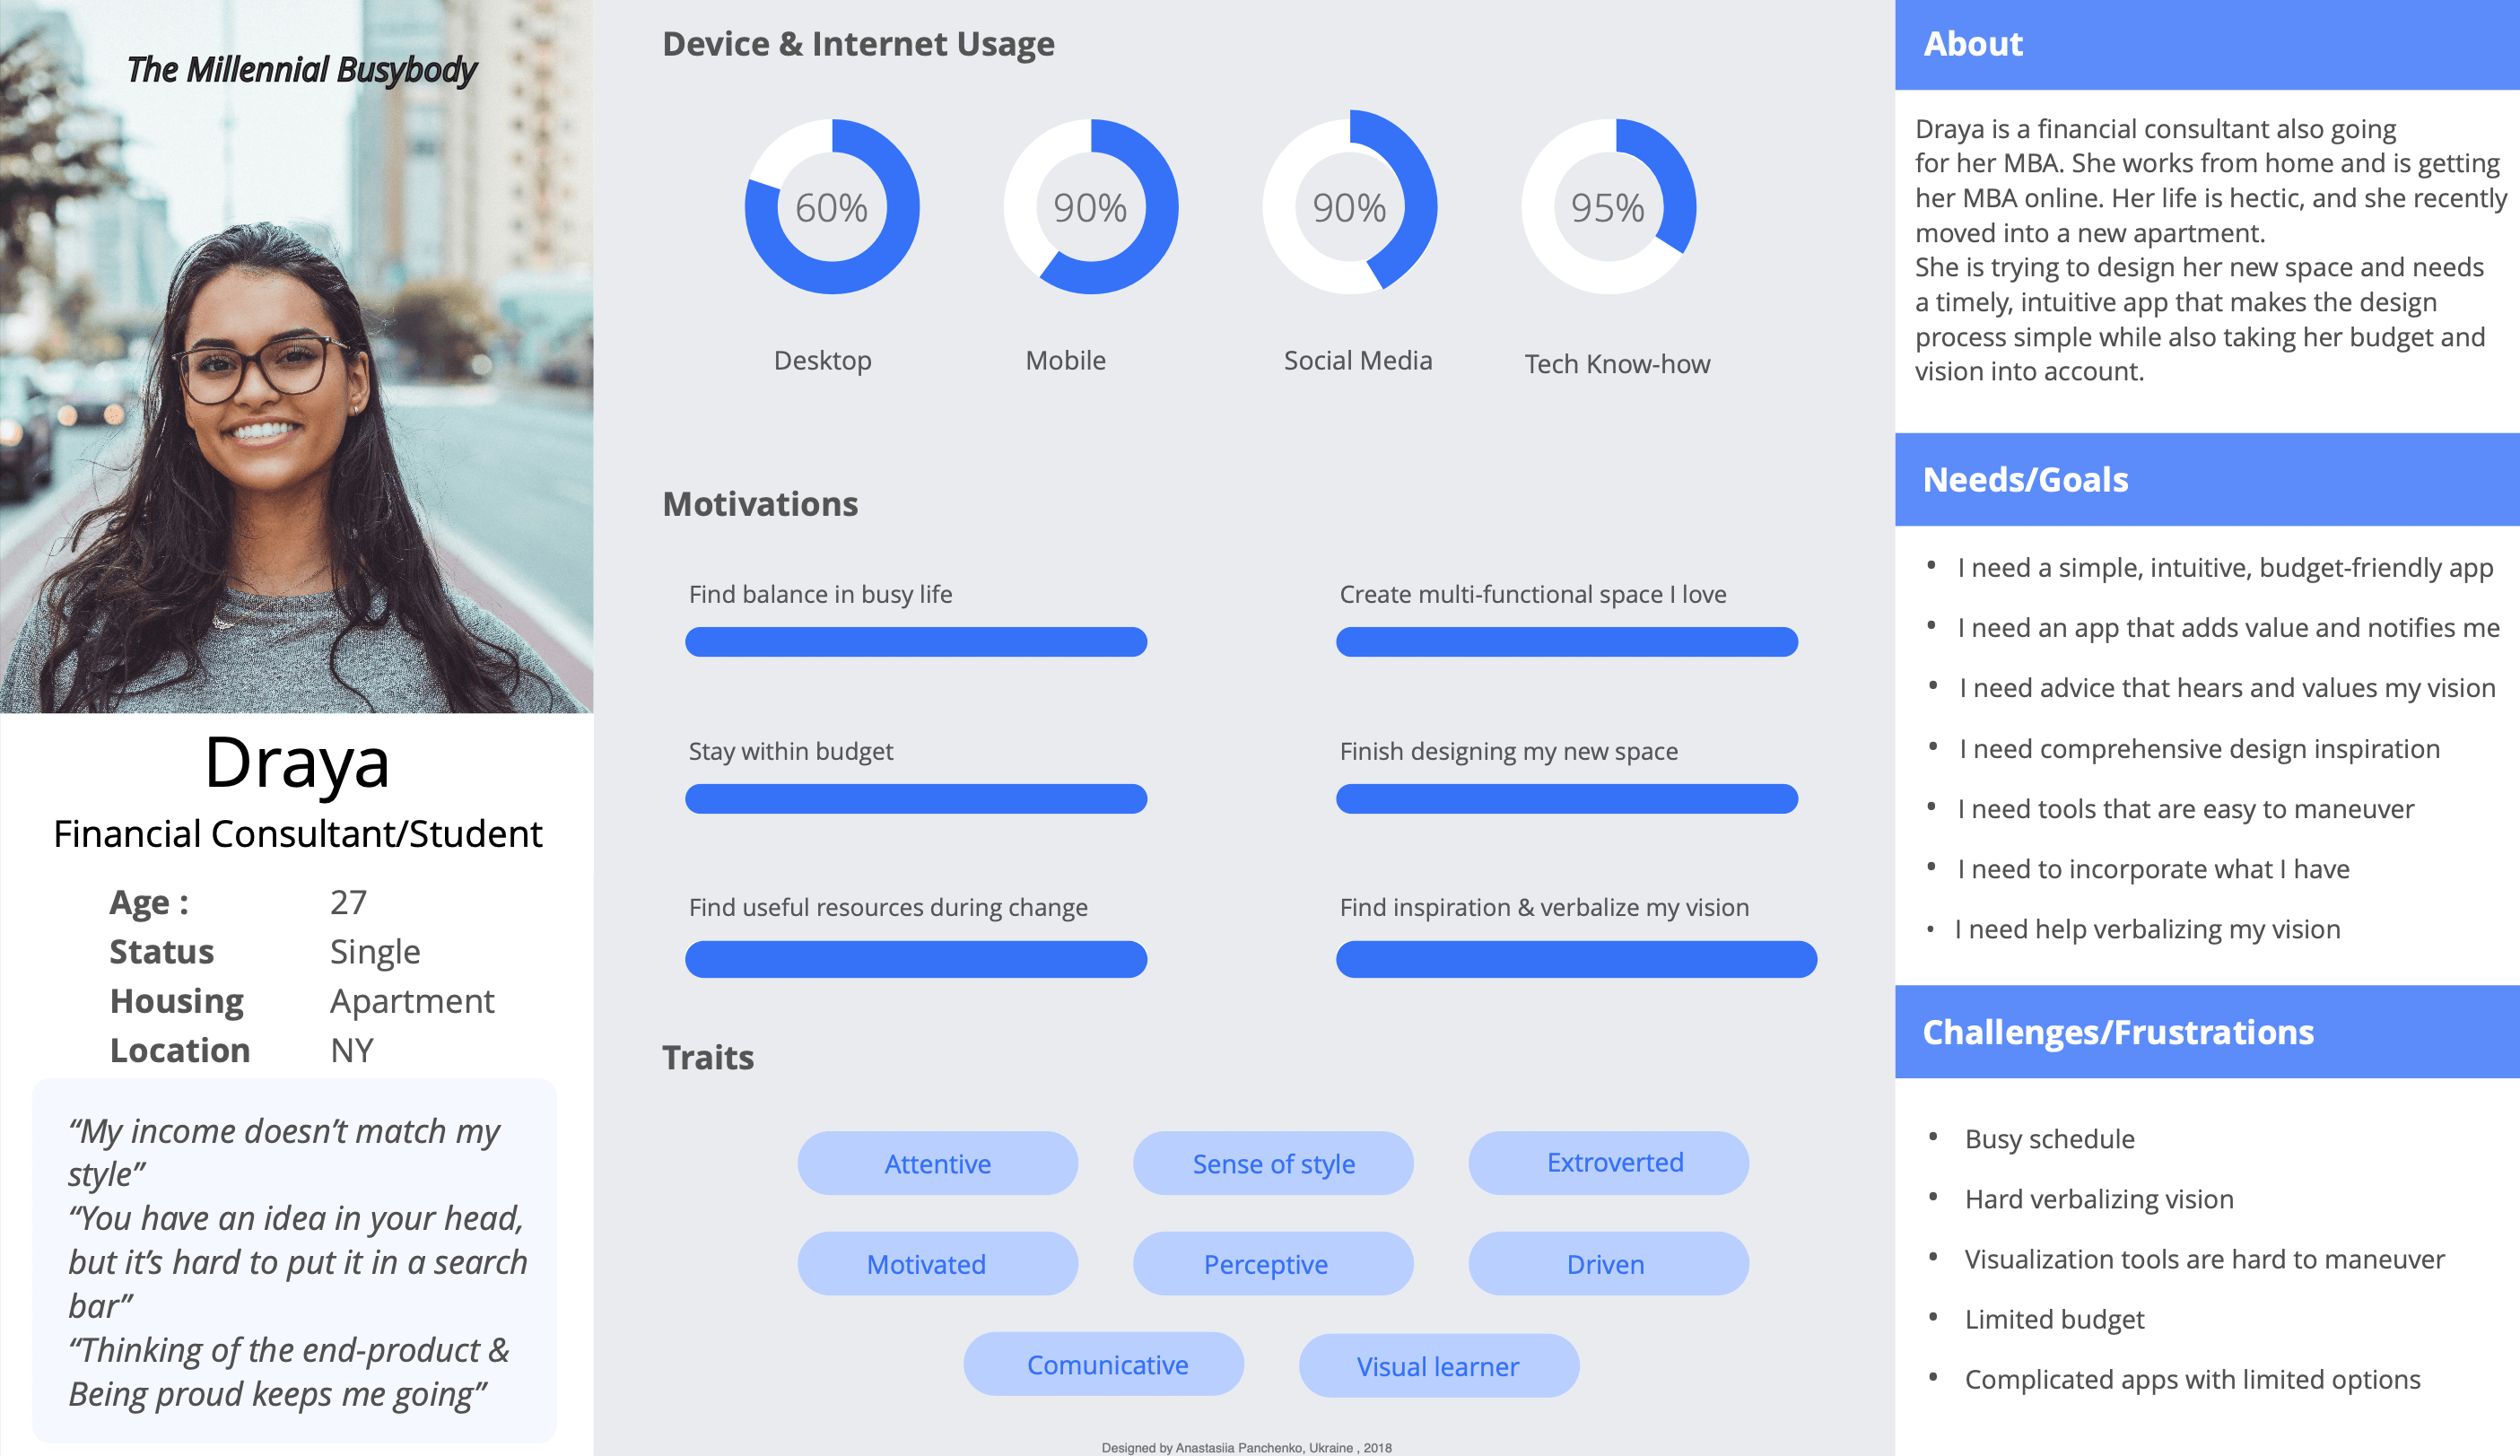 The Millennial Busybody
Draya
Financial Consultant/Student
Age : 27
Status Single
Housing Apartment
Location NY
“My income doesn’t match my
style”
“You have an idea in your head,
but it’s hard to put it in a search
bar”
“Thinking of the end-product &
Being proud keeps me going”
Device & Internet Usage
60% 90% 90% 95%
Desktop Mobile Social Media Tech Know-how
Motivations
Find balance in busy life
Create multi-functional space I love
Stay within budget
Finish designing my new space
Find useful resources during change
Find inspiration & verbalize my vision
Traits
Attentive Sense of style Extroverted
Motivated Perceptive Driven
Comunicative Visual learner
Designed by Anastasiia Panchenko, Ukraine , 2018
About
Draya is a financial consultant also going
for her MBA. She works from home and is getting
her MBA online. Her life is hectic, and she recently
moved into a new apartment.
She is trying to design her new space and needs
a timely, intuitive app that makes the design
process simple while also taking her budget and
vision into account.
Needs/Goals
• I need a simple, intuitive, budget-friendly app
• I need an app that adds value and notifies me
• I need advice that hears and values my vision
• I need comprehensive design inspiration
• I need tools that are easy to maneuver
• I need to incorporate what I have
• I need help verbalizing my vision
Challenges/Frustrations
• Busy schedule
• Hard verbalizing vision
• Visualization tools are hard to maneuver
• Limited budget
• Complicated apps with limited options